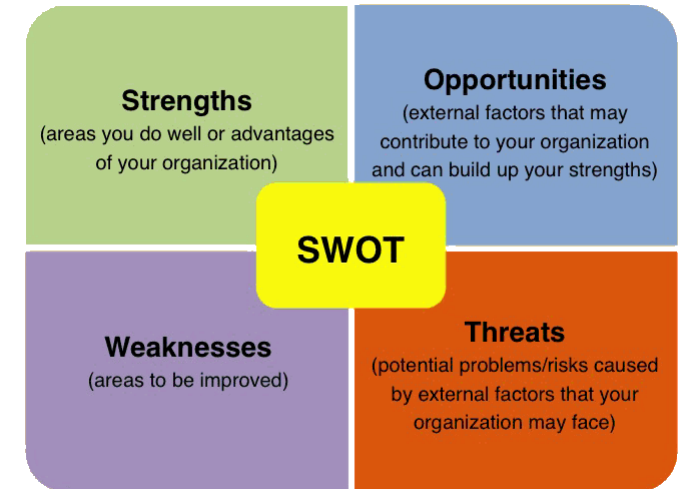 Strengths
(areas you do well or advantages
of your organization)
Opportunities
(external factors that may
contribute to your organization
and can build up your strengths)
SWOT
Weaknesses
(areas to be improved)
Threats
(potential problems/risks caused
by external factors that your
organization may face)